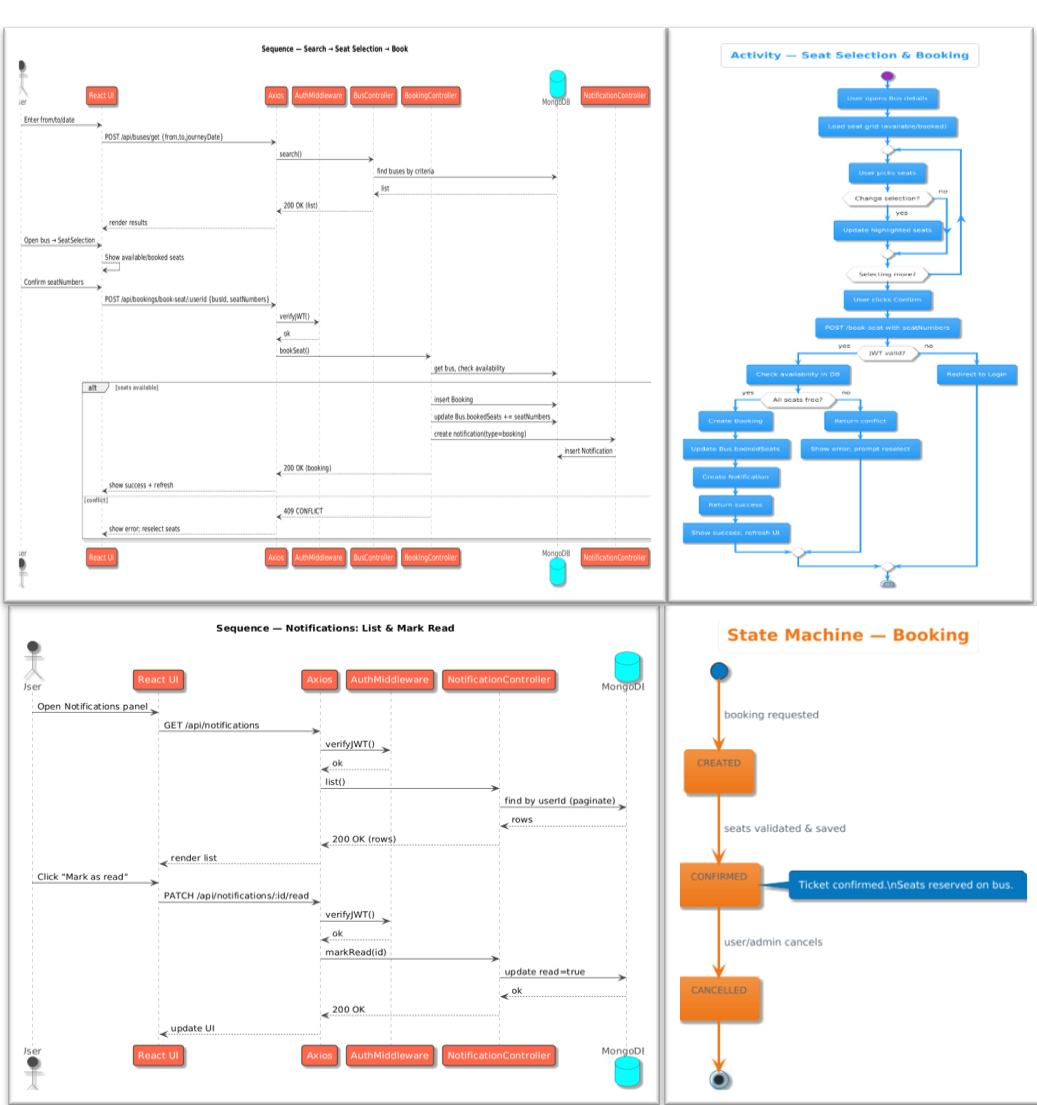 Sequence — Search → Seat Selection → Book
React UI
Axios
AuthMiddleware
BusController
BookingController
MongoDB
NotificationController
Enter from/to/date
POST /api/buses/get {from,to,journeyDate}
search()
find buses by criteria
list
200 OK (list)
render results
Open bus → SeatSelection
Show available/booked seats
Confirm seatNumbers
POST /api/bookings/book-seat/:userId {busId, seatNumbers}
verifyJWT()
ok
bookSeat()
get bus, check availability
alt [seats available]
insert Booking
update Bus.bookedSeats += seatNumbers
create notification(type=booking)
insert Notification
200 OK (booking)
show success + refresh
[conflict]
409 CONFLICT
show error; reselect seats
React UI
Axios
AuthMiddleware
BusController
BookingController
MongoDB
NotificationController
Activity — Seat Selection & Booking
User opens Bus details
Load seat grid (available/booked)
User picks seats
Change selection?
no
yes
Update highlighted seats
Selecting more?
User clicks Confirm
POST /book-seat with seatNumbers
JWT valid?
yes
no
Check availability in DB
Redirect to Login
All seats free?
yes
no
Create Booking
Return conflict
Update Bus.bookedSeats
Show error; prompt reselect
Create Notification
Return success
Show success; refresh UI
Sequence — Notifications: List & Mark Read
Jser
React UI
Axios
AuthMiddleware
NotificationController
MongoDI
Open Notifications panel
GET /api/notifications
verifyJWT()
ok
list()
find by userId (paginate)
rows
200 OK (rows)
render list
Click "Mark as read"
PATCH /api/notifications/:id/read
verifyJWT()
ok
markRead(id)
update read=true
ok
200 OK
update UI
Jser
React UI
Axios
AuthMiddleware
NotificationController
MongoDI
State Machine — Booking
booking requested
CREATED
seats validated & saved
CONFIRMED
Ticket confirmed.\nSeats reserved on bus.
user/admin cancels
CANCELLED